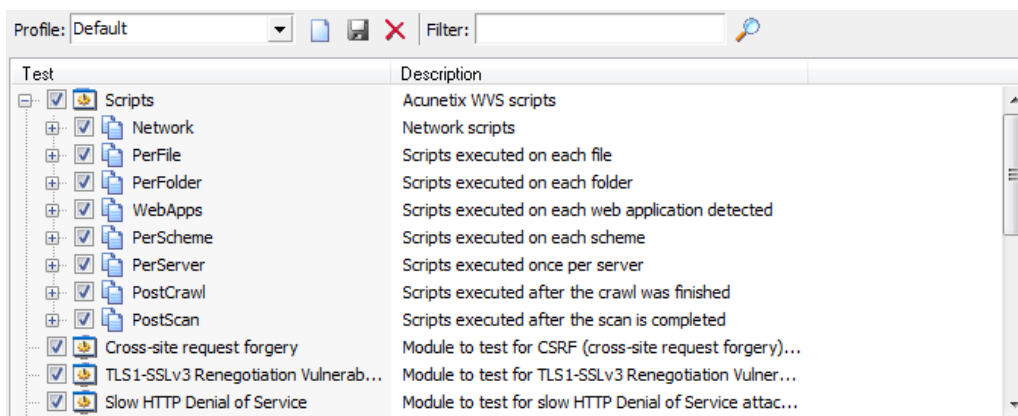 Profile: Default Filter:
Test Description
Scripts Acunetix WVS scripts
Network Network scripts
PerFile Scripts executed on each file
PerFolder Scripts executed on each folder
WebApps Scripts executed on each web application detected
PerScheme Scripts executed on each scheme
PerServer Scripts executed once per server
PostCrawl Scripts executed after the crawl was finished
PostScan Scripts executed after the scan is completed
Cross-site request forgery Module to test for CSRF (cross-site request forgery)...
TLS1-SSLv3 Renegotiation Vulnerab... Module to test for TLS1-SSLv3 Renegotiation Vulner...
Slow HTTP Denial of Service Module to test for slow HTTP Denial of Service attac...